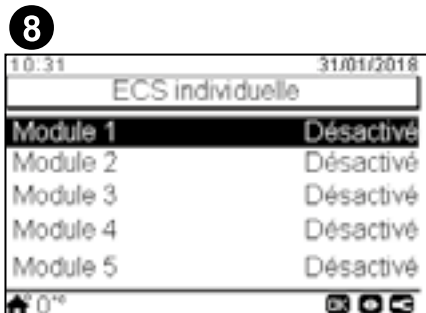 8
10:31 31/01/2018
ECS individuelle
Module 1 Désactivé
Module 2 Désactivé
Module 3 Désactivé
Module 4 Désactivé
Module 5 Désactivé
0°
OK